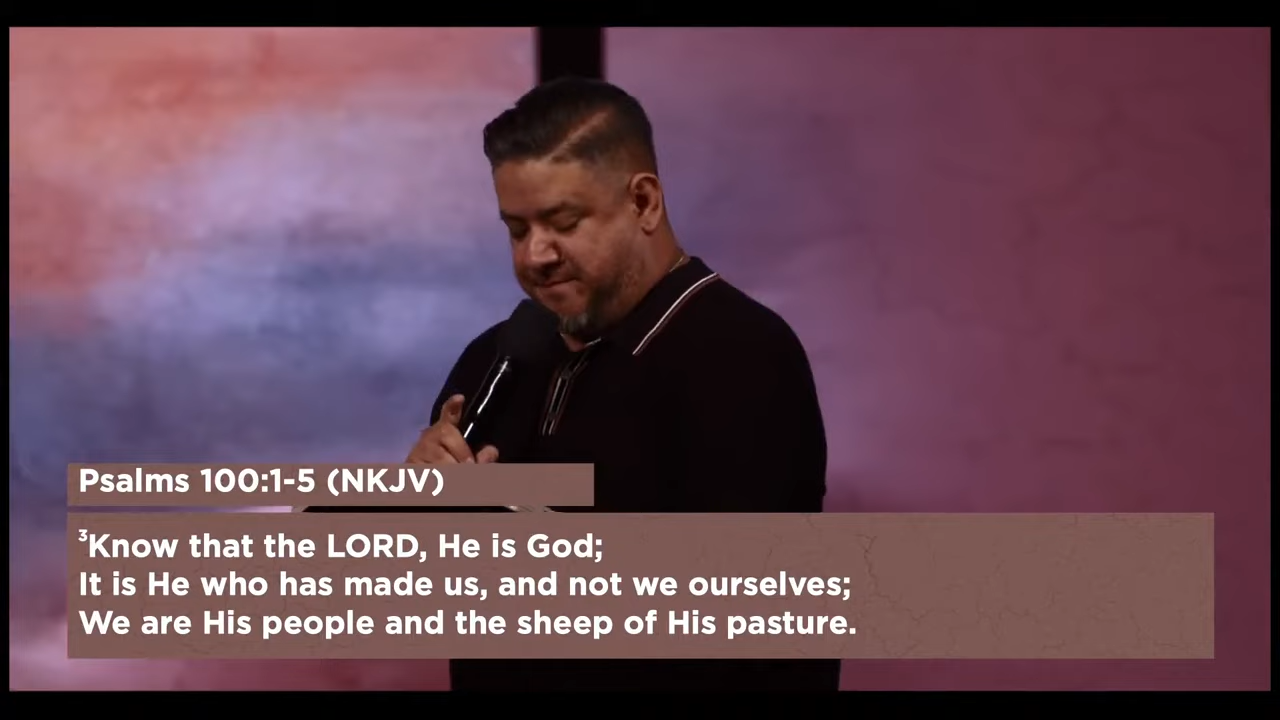 Psalms 100:1-5 (NKJV)
³Know that the LORD, He is God;
It is He who has made us, and not we ourselves;
We are His people and the sheep of His pasture.